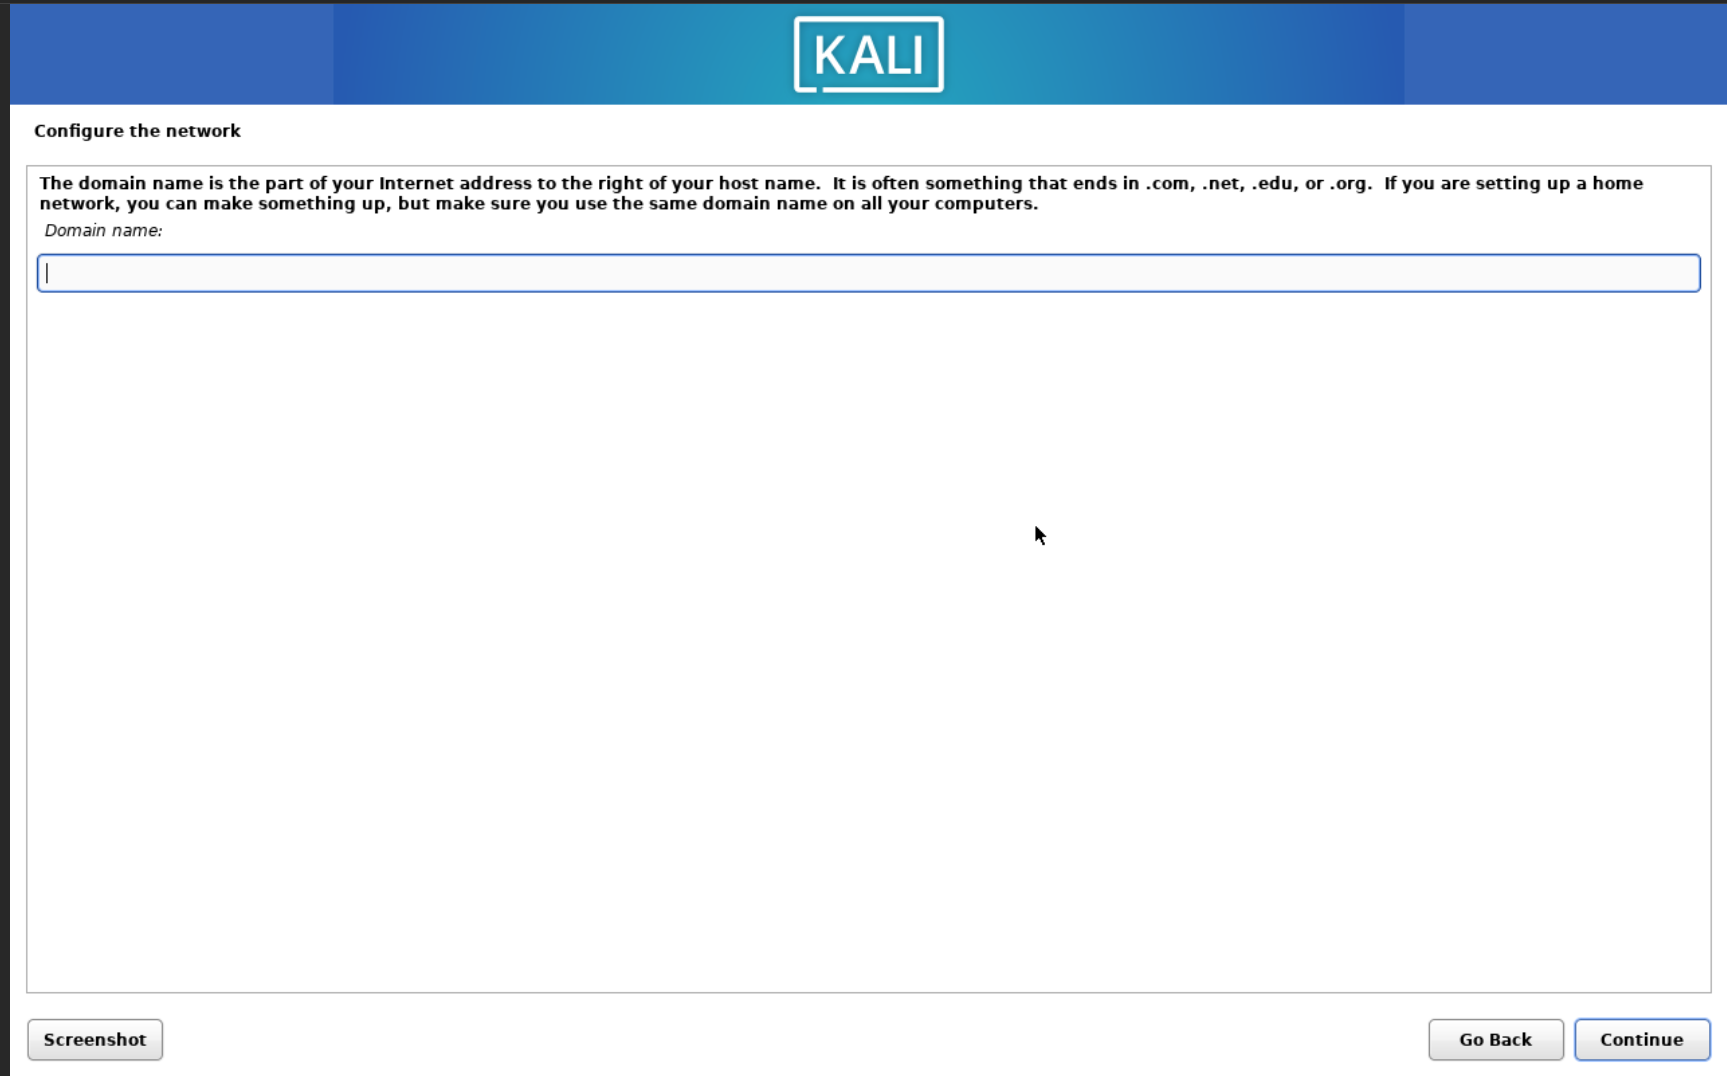 KALI
Configure the network
The domain name is the part of your Internet address to the right of your host name.  It is often something that ends in .com, .net, .edu, or .org.  If you are setting up a home
network, you can make something up, but make sure you use the same domain name on all your computers.
Domain name:
Screenshot
Go Back
Continue